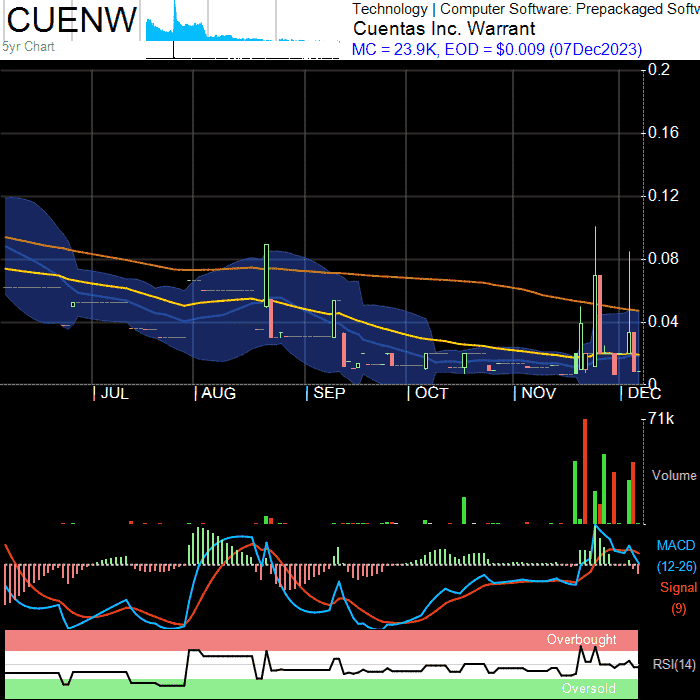 CUENW
5yr Chart
Technology | Computer Software: Prepackaged Softw
Cuentas Inc. Warrant
MC = 23.9K, EOD = $0.009 (07Dec2023)
0.2
0.16
0.12
0.08
0.04
0
JUL AUG SEP OCT NOV DEC
71k
Volume
MACD
(12-26)
Signal
(9)
Overbought
RSI(14)
Oversold